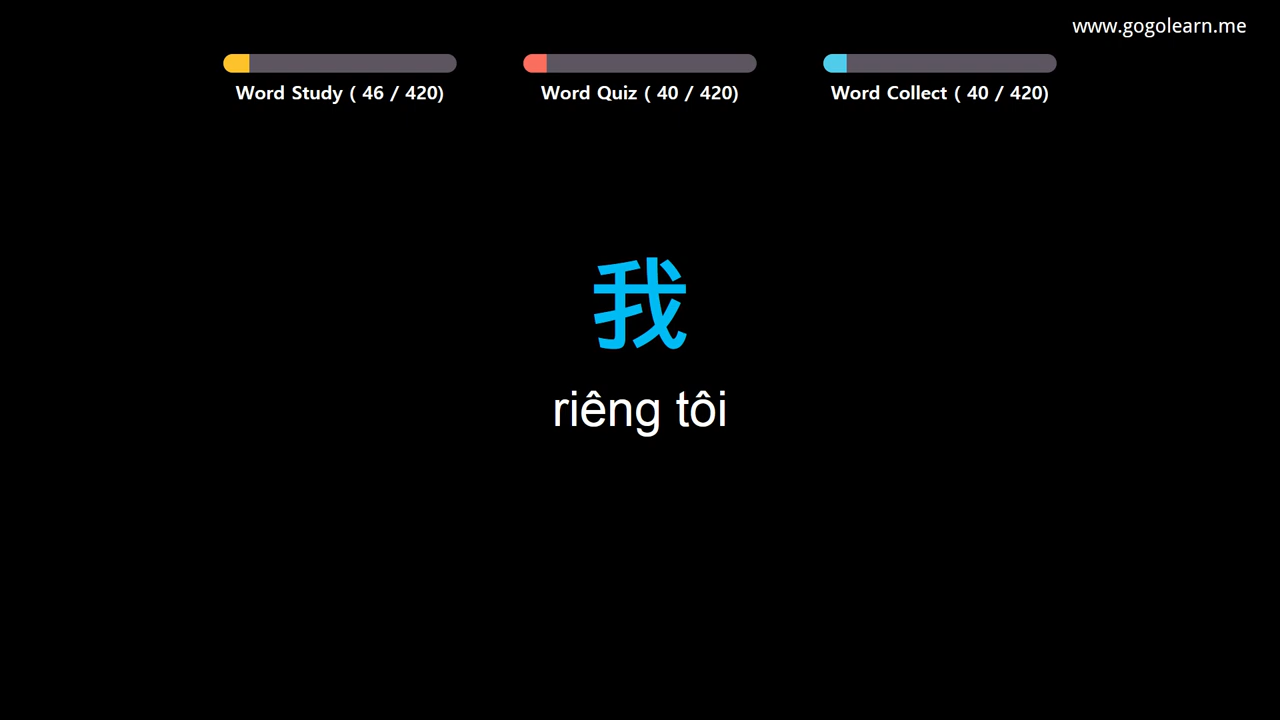 www.gogolearn.me
Word Study ( 46 / 420)
Word Quiz ( 40 / 420)
Word Collect ( 40 / 420)
我
riêng tôi